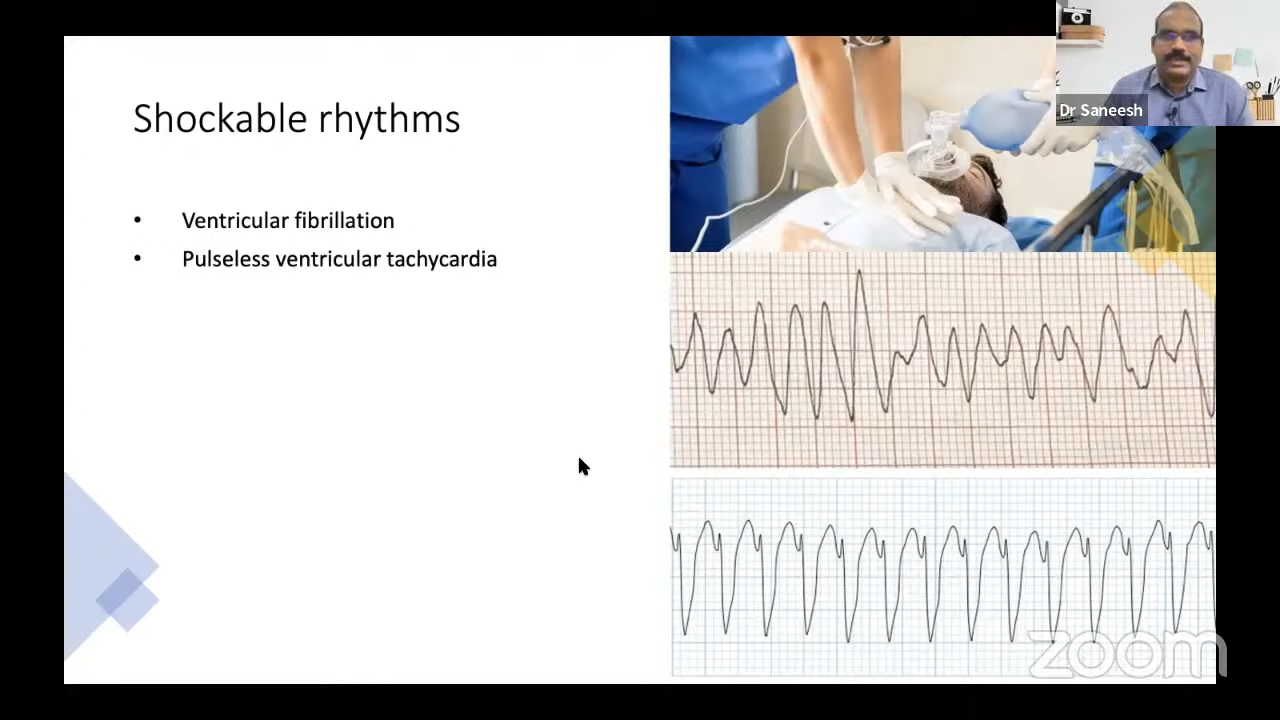 Shockable rhythms
• Ventricular fibrillation
• Pulseless ventricular tachycardia
Dr Saneesh
zoom